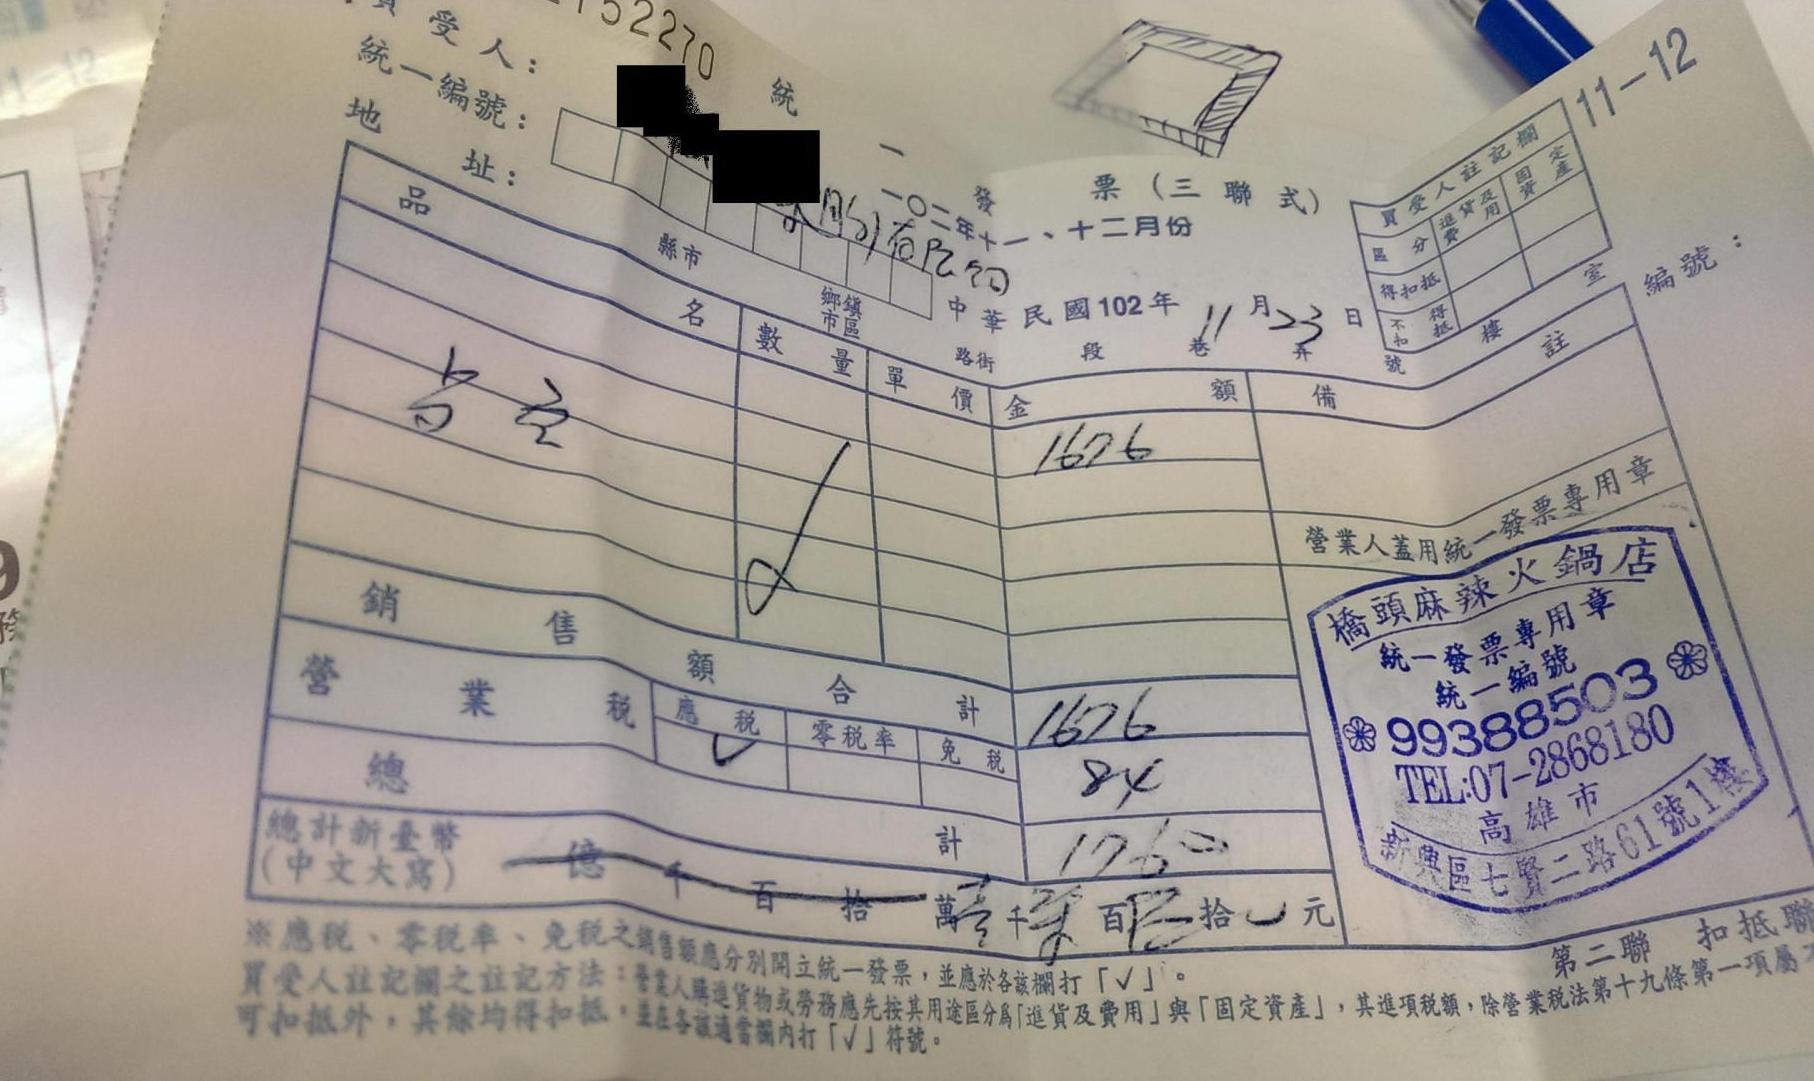 52270
11-12
統一發票(三聯式)
一〇二年十一、十二月份
中華民國102年11月23日
買受人:
統一編號:
地址:
縣市 鄉鎮市區 路街 段 巷 弄 號 樓 室
編號:
買受人註記欄
區分 進貨及費用 固定資產
得扣抵
不得扣抵
品名 數量 單價 金額 備註
1676
銷售額合計 1676
營業稅 應稅 零稅率 免稅 84
✓
總計 1760
總計新臺幣
(中文大寫)
億 千 百 拾 萬壹千柒百陸拾 元
營業人蓋用統一發票專用章
橋頭麻辣火鍋店
統一發票專用章
統一編號
99388503
TEL:07-2868180
高雄市
新興區七賢二路61號1樓
※應稅、零稅率、免稅之銷售額應分別開立統一發票,並應於各該欄打「✓」。
買受人註記欄之註記方法:營業人購進貨物或勞務應先按其用途區分為「進貨及費用」與「固定資產」,其進項稅額,除營業稅法第十九條第一項屬不
可扣抵外,其餘均得扣抵,並在各該適當欄內打「✓」符號。
第二聯 扣抵聯